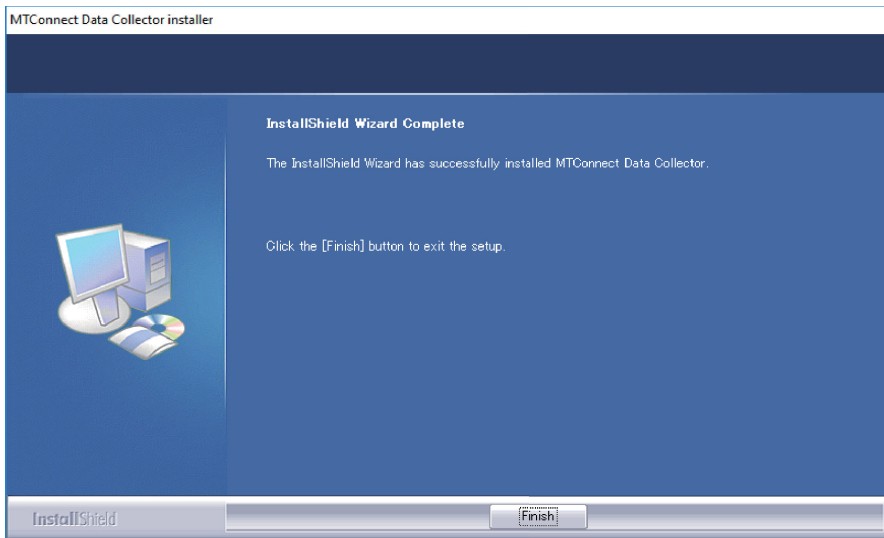 MTConnect Data Collector installer
InstallShield Wizard Complete
The InstallShield Wizard has successfully installed MTConnect Data Collector.
Click the [Finish] button to exit the setup.
InstallShield
Finish